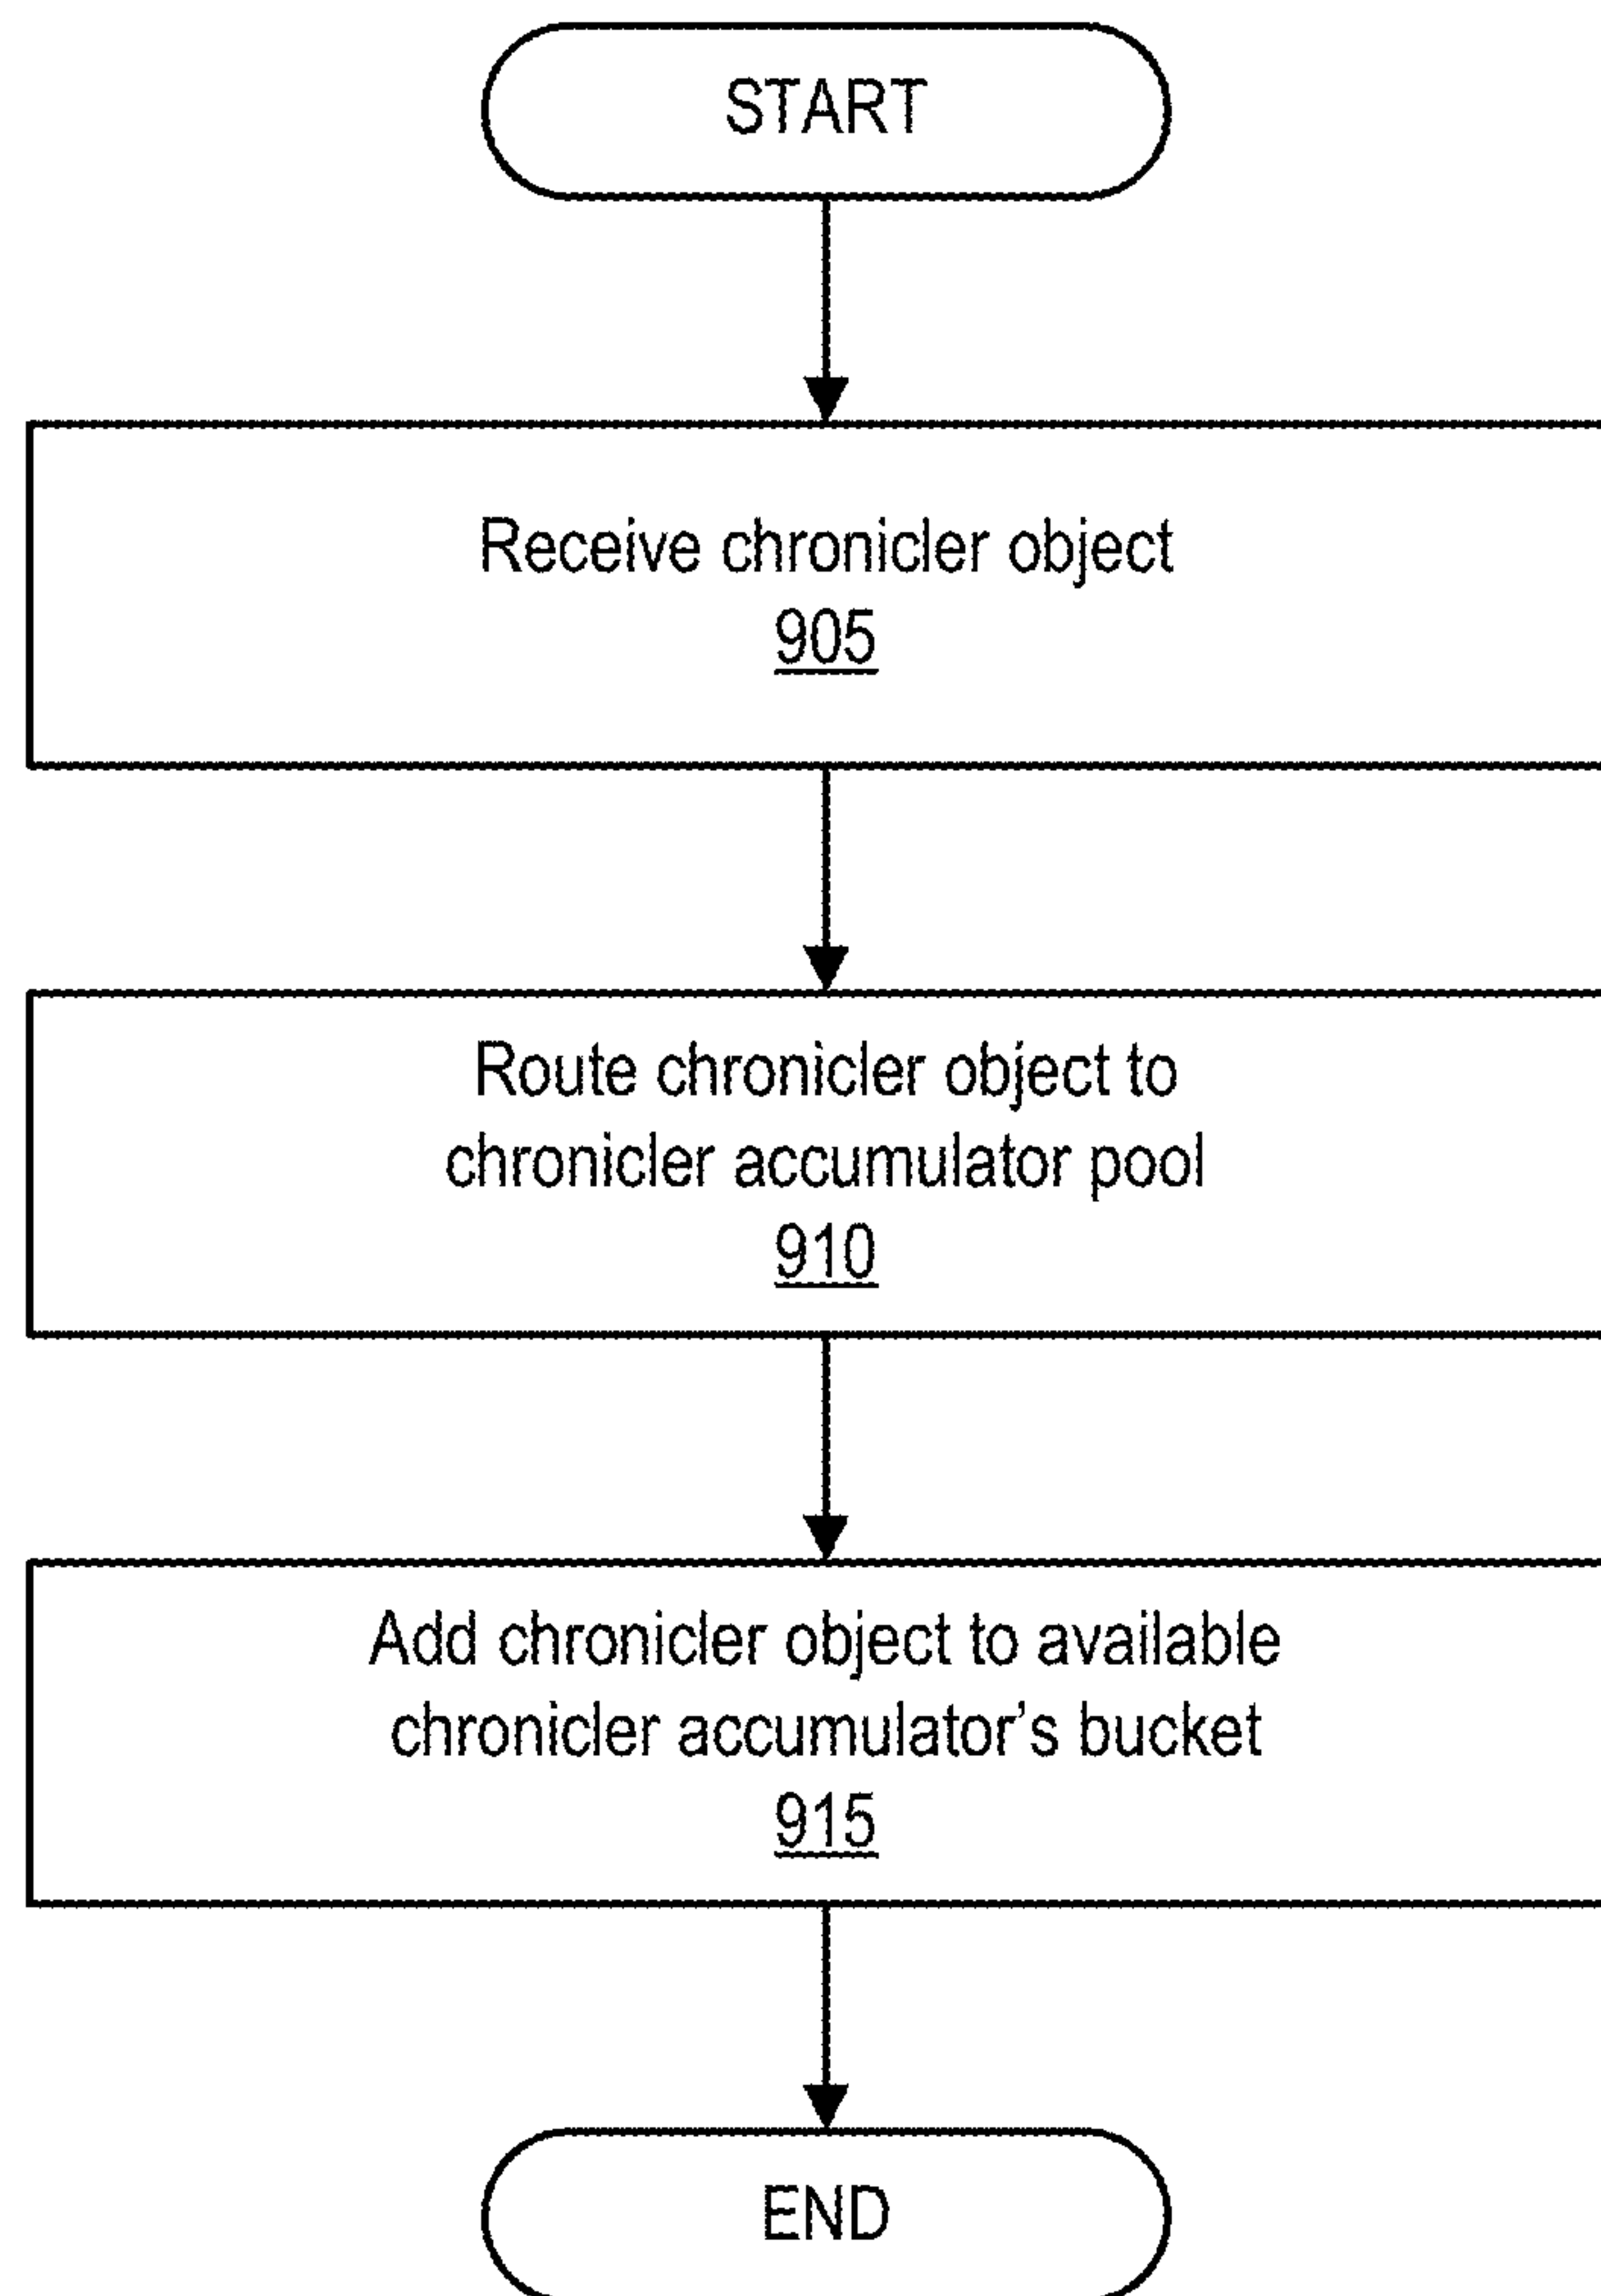 START
Receive chronicler object
905
Route chronicler object to
chronicler accumulator pool
910
Add chronicler object to available
chronicler accumulator’s bucket
915
END